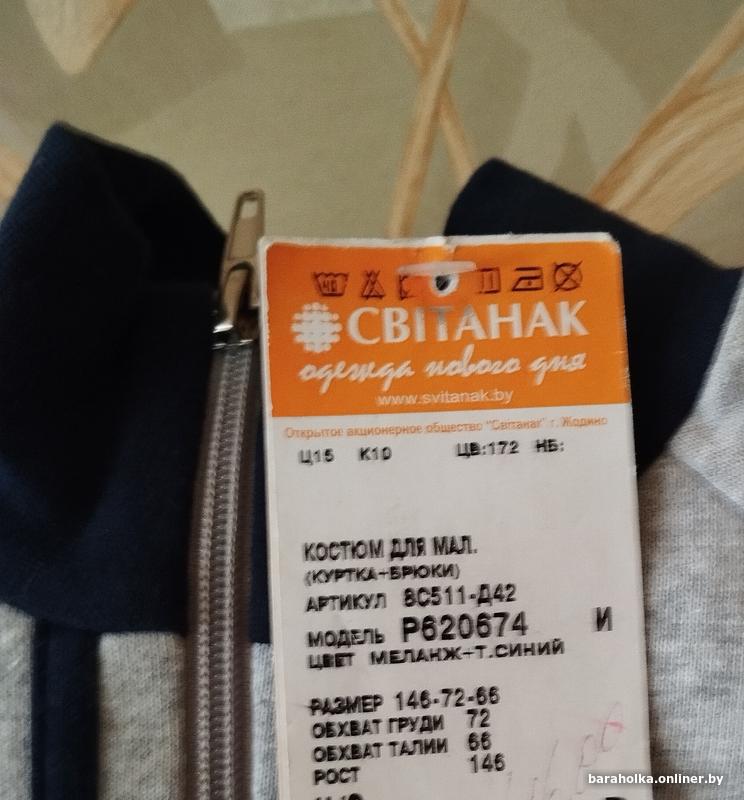 СВIТАНАК
одежда нового дня
www.svitanak.by
Открытое акционерное общество "Свiтанак" г. Жодино
Ц15 К10 ЦВ:172 НБ:
КОСТЮМ ДЛЯ МАЛ.
(КУРТКА+БРЮКИ)
АРТИКУЛ 8С511-Д42
МОДЕЛЬ Р620674 И
ЦВЕТ МЕЛАНЖ+Т.СИНИЙ
РАЗМЕР 146-72-66
ОБХВАТ ГРУДИ 72
ОБХВАТ ТАЛИИ 66
РОСТ 146
baraholka.onliner.by